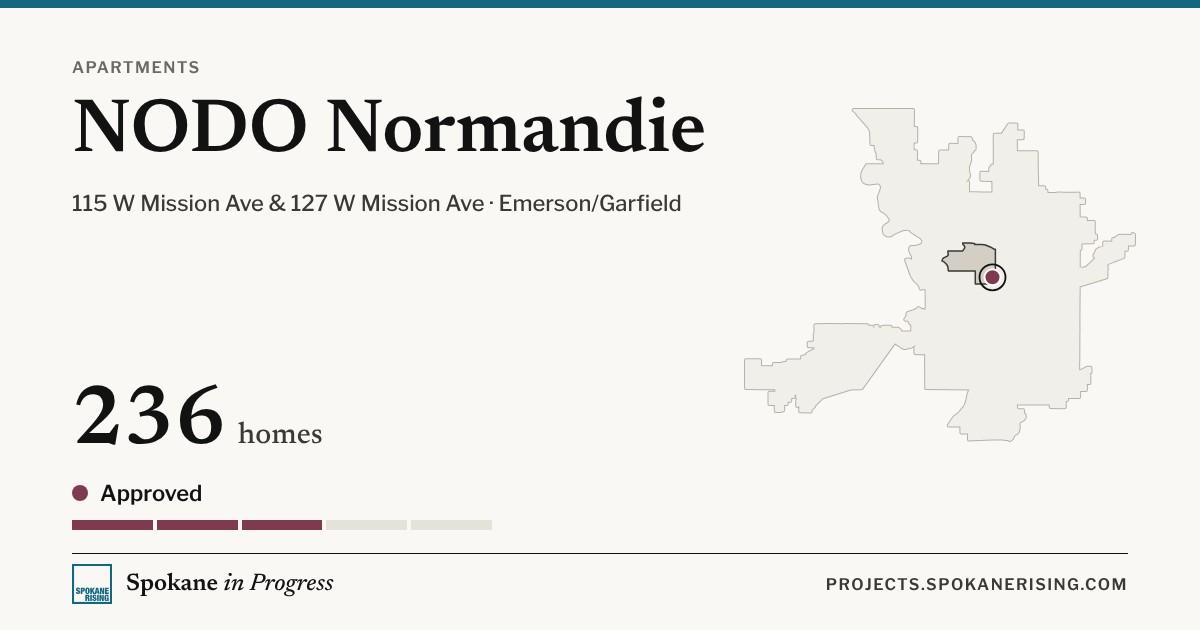 APARTMENTS
NODO Normandie
115 W Mission Ave & 127 W Mission Ave · Emerson/Garfield
236 homes
Approved
SPOKANE
RISING
Spokane in Progress
PROJECTS.SPOKANERISING.COM